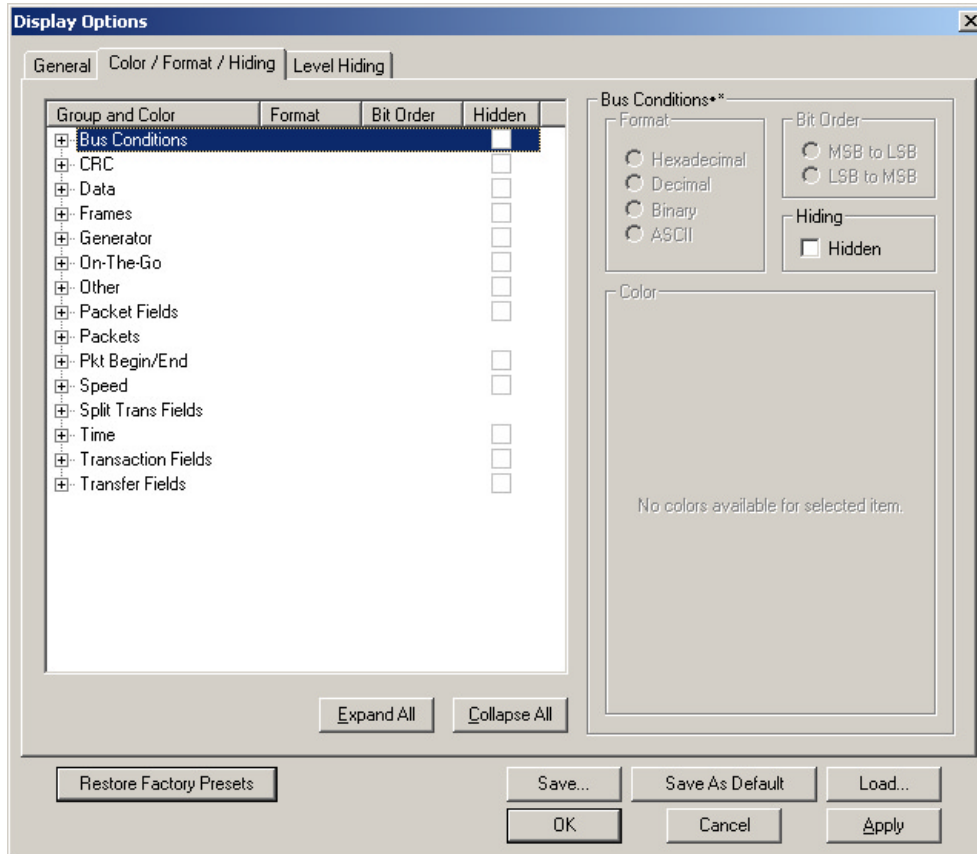 Display Options
General Color / Format / Hiding Level Hiding
Group and Color Format Bit Order Hidden
Bus Conditions
CRC
Data
Frames
Generator
On-The-Go
Other
Packet Fields
Packets
Pkt Begin/End
Speed
Split Trans Fields
Time
Transaction Fields
Transfer Fields
Expand All Collapse All
Bus Conditions•*
Format
Hexadecimal
Decimal
Binary
ASCII
Bit Order
MSB to LSB
LSB to MSB
Hiding
Hidden
Color
No colors available for selected item.
Restore Factory Presets Save... Save As Default Load...
OK Cancel Apply